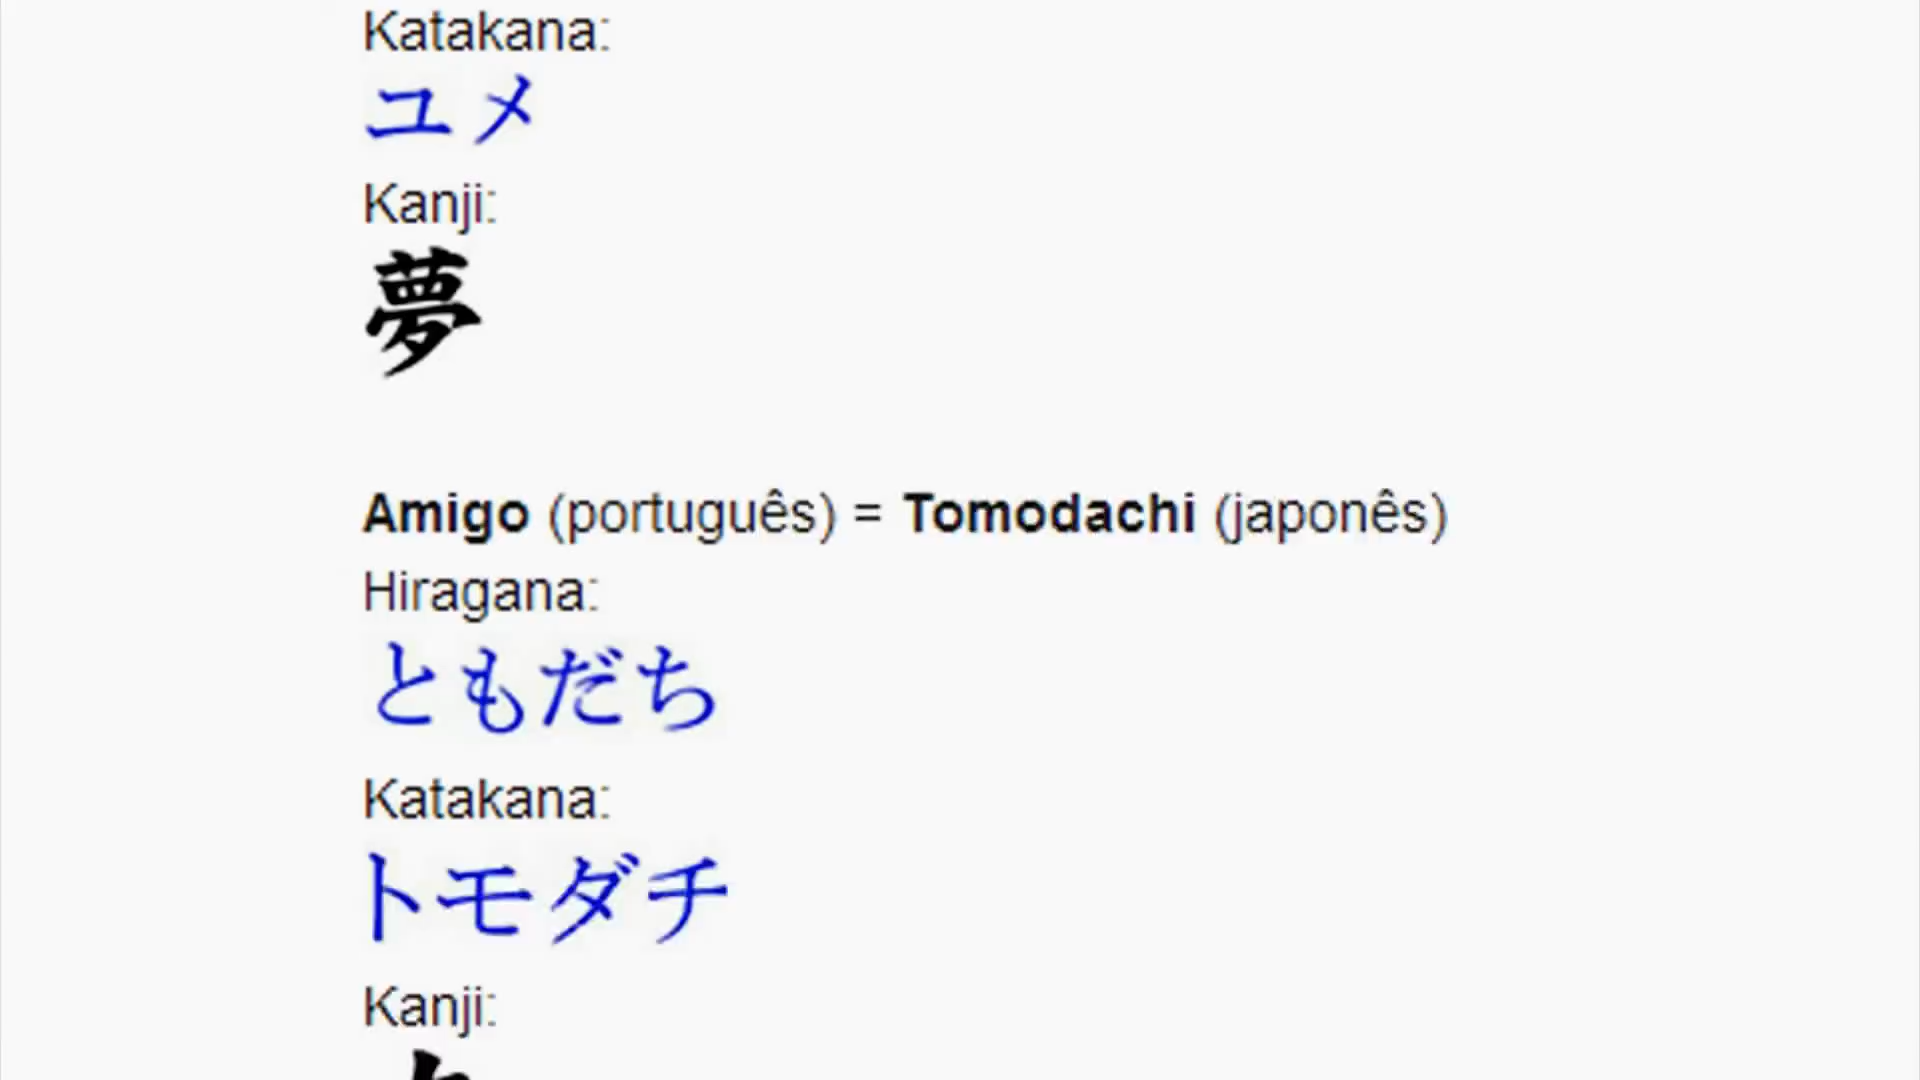 Katakana:
ユメ
Kanji:
夢
Amigo (português) = Tomodachi (japonês)
Hiragana:
ともだち
Katakana:
トモダチ
Kanji: